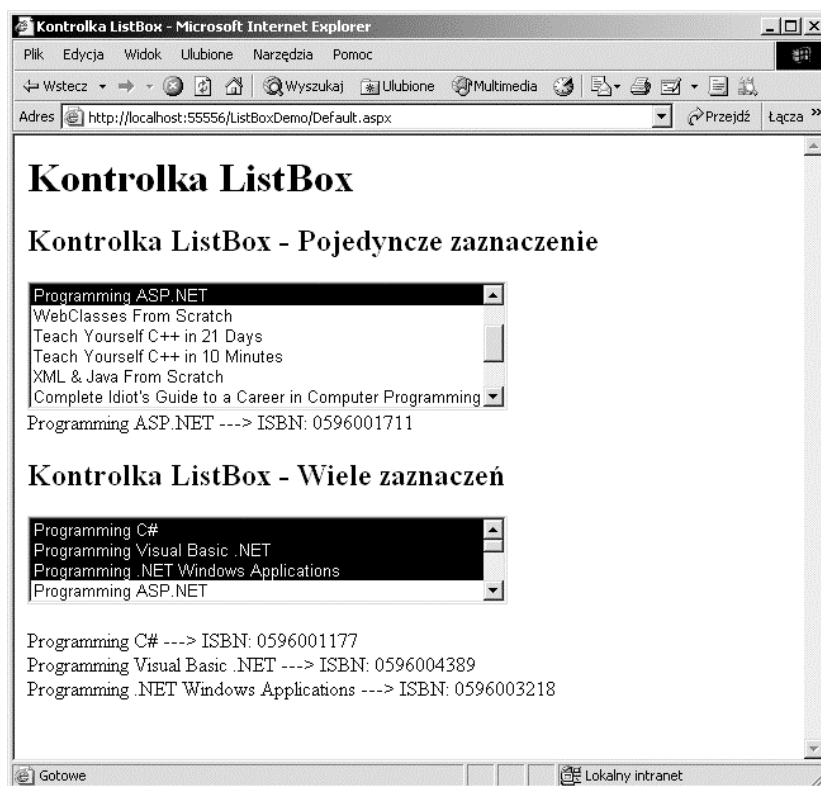 Kontrolka ListBox - Microsoft Internet Explorer
Plik Edycja Widok Ulubione Narzędzia Pomoc
Wstecz Wyszukaj Ulubione Multimedia
Adres http://localhost:55556/ListBoxDemo/Default.aspx Przejdź Łącza »
Kontrolka ListBox
Kontrolka ListBox - Pojedyncze zaznaczenie
Programming ASP.NET
WebClasses From Scratch
Teach Yourself C++ in 21 Days
Teach Yourself C++ in 10 Minutes
XML & Java From Scratch
Complete Idiot's Guide to a Career in Computer Programming
Programming ASP.NET ---> ISBN: 0596001711
Kontrolka ListBox - Wiele zaznaczeń
Programming C#
Programming Visual Basic .NET
Programming .NET Windows Applications
Programming ASP.NET
Programming C# ---> ISBN: 0596001177
Programming Visual Basic .NET ---> ISBN: 0596004389
Programming .NET Windows Applications ---> ISBN: 0596003218
Gotowe Lokalny intranet